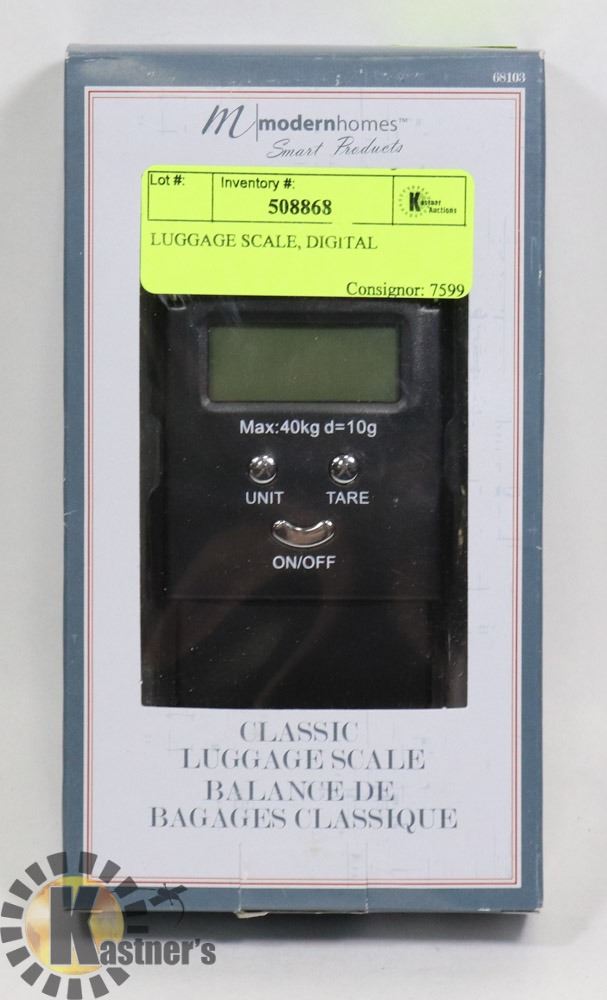 68103
M modernhomes™
Smart Products
Lot #: Inventory #:
508868
Kastner Auctions
LUGGAGE SCALE, DIGITAL
Consignor: 7599
Max:40kg d=10g
UNIT TARE
ON/OFF
CLASSIC
LUGGAGE SCALE
BALANCE DE
BAGAGES CLASSIQUE
Kastner's